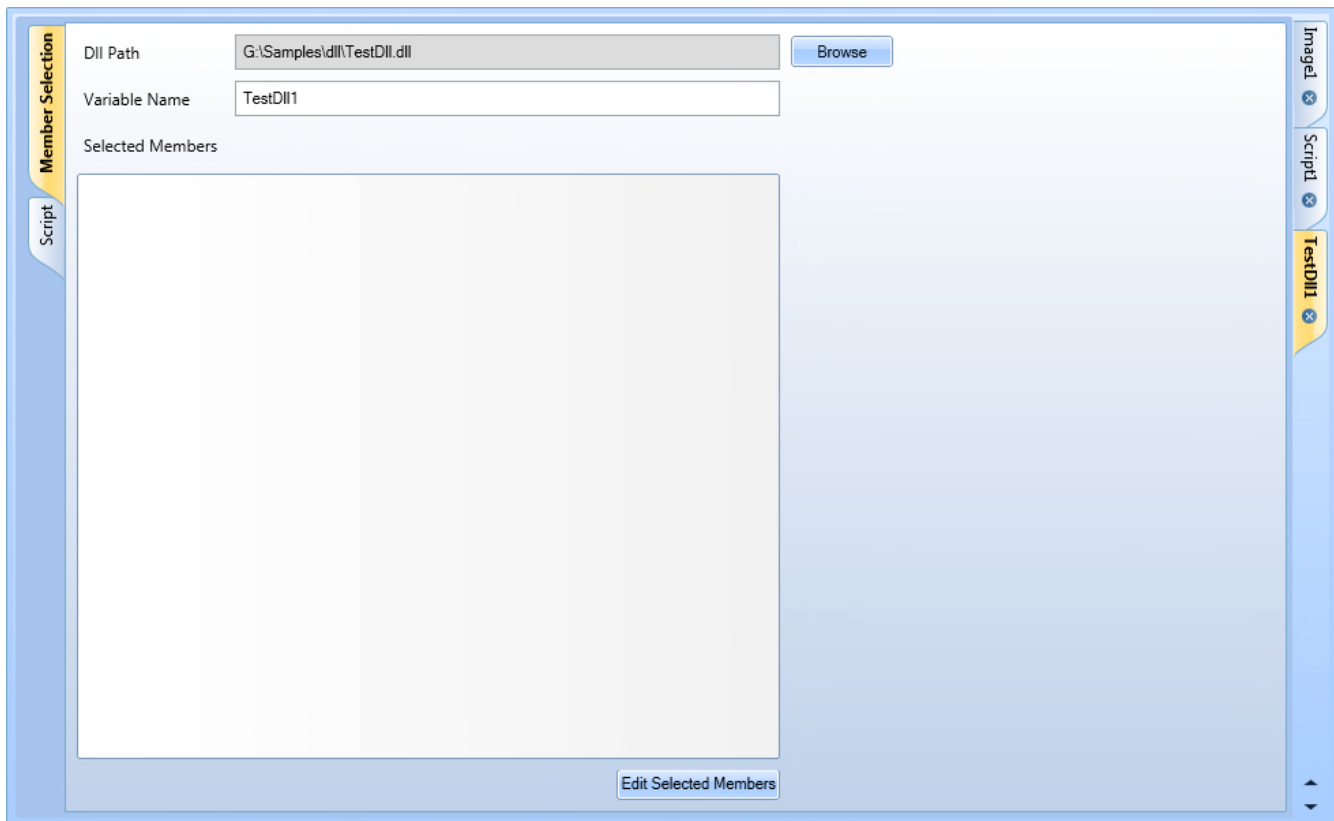 Member Selection
Script
Dll Path
G:\Samples\dll\TestDll.dll
Browse
Variable Name
TestDll1
Selected Members
Edit Selected Members
Image1
Script1
TestDll1